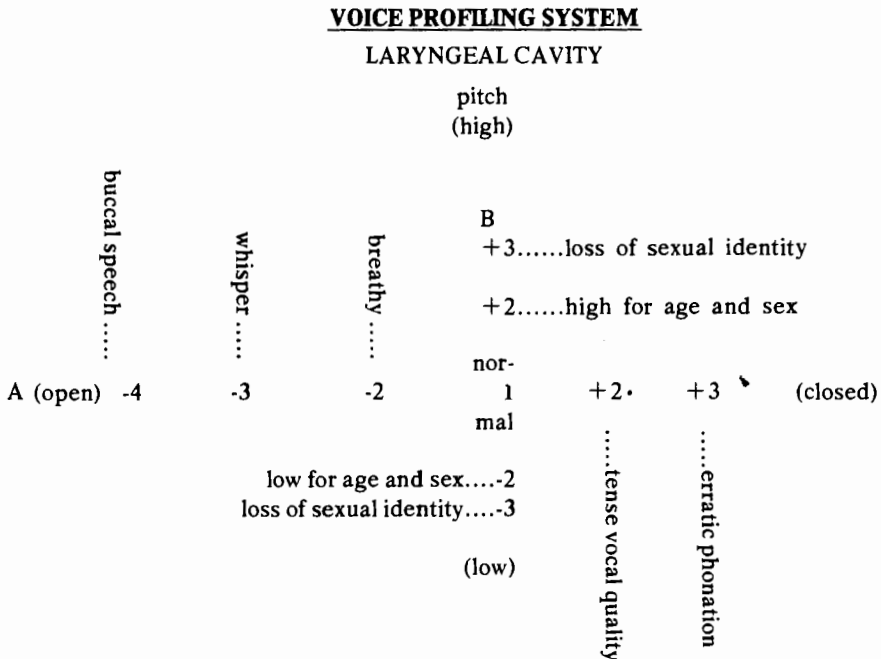 VOICE PROFILING SYSTEM
LARYNGEAL CAVITY
pitch
(high)
buccal speech ......
whisper .....
breathy .....
B
+3......loss of sexual identity
+2......high for age and sex
nor-
A (open) -4 -3 -2 1 +2 +3 (closed)
mal
low for age and sex....-2
loss of sexual identity....-3
(low)
.....tense vocal quality
.....erratic phonation